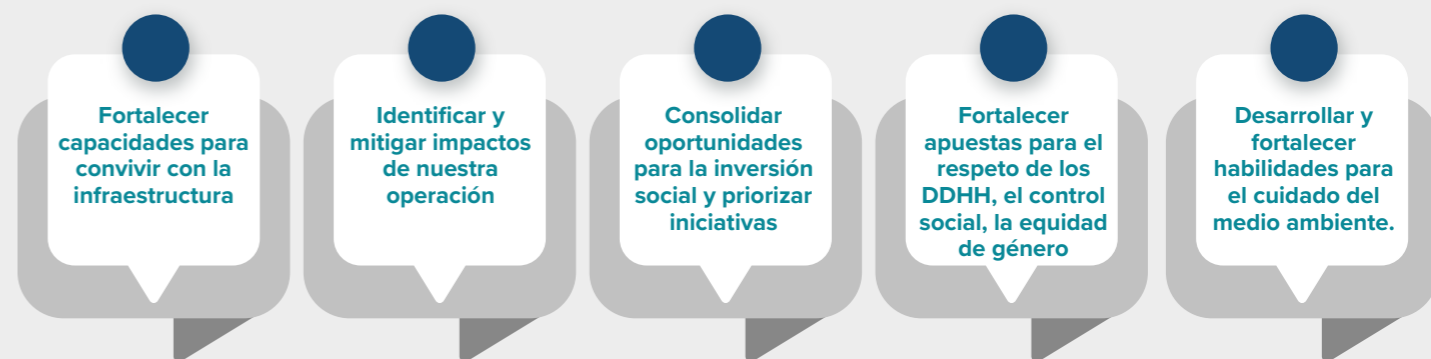 Fortalecer
capacidades para
convivir con la
infraestructura
Identificar y
mitigar impactos
de nuestra
operación
Consolidar
oportunidades
para la inversión
social y priorizar
iniciativas
Fortalecer
apuestas para el
respeto de los
DDHH, el control
social, la equidad
de género
Desarrollar y
fortalecer
habilidades para
el cuidado del
medio ambiente.